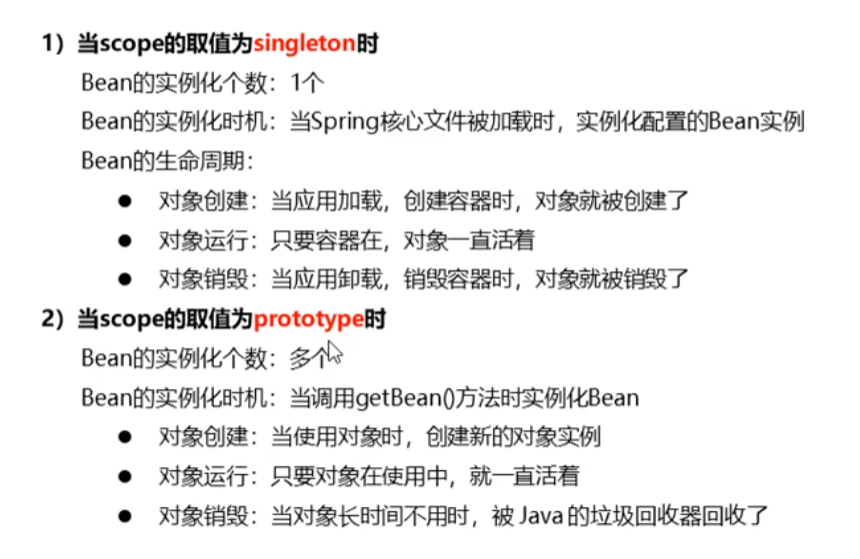 1）当scope的取值为singleton时
Bean的实例化个数：1个
Bean的实例化时机：当Spring核心文件被加载时，实例化配置的Bean实例
Bean的生命周期：
● 对象创建：当应用加载，创建容器时，对象就被创建了
● 对象运行：只要容器在，对象一直活着
● 对象销毁：当应用卸载，销毁容器时，对象就被销毁了
2）当scope的取值为prototype时
Bean的实例化个数：多个
Bean的实例化时机：当调用getBean()方法时实例化Bean
● 对象创建：当使用对象时，创建新的对象实例
● 对象运行：只要对象在使用中，就一直活着
● 对象销毁：当对象长时间不用时，被 Java 的垃圾回收器回收了